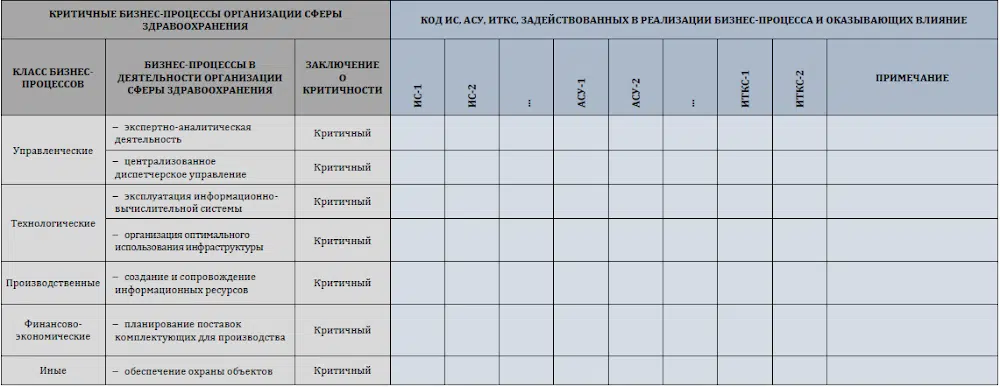 КРИТИЧНЫЕ БИЗНЕС-ПРОЦЕССЫ ОРГАНИЗАЦИИ СФЕРЫ
ЗДРАВООХРАНЕНИЯ
КОД ИС, АСУ, ИТКС, ЗАДЕЙСТВОВАННЫХ В РЕАЛИЗАЦИИ БИЗНЕС-ПРОЦЕССА И ОКАЗЫВАЮЩИХ ВЛИЯНИЕ
КЛАСС БИЗНЕС-
ПРОЦЕССОВ
БИЗНЕС-ПРОЦЕССЫ В
ДЕЯТЕЛЬНОСТИ ОРГАНИЗАЦИИ
СФЕРЫ ЗДРАВООХРАНЕНИЯ
ЗАКЛЮЧЕНИЕ
О
КРИТИЧНОСТИ
ИС-1
ИС-2
...
АСУ-1
АСУ-2
...
ИТКС-1
ИТКС-2
ПРИМЕЧАНИЕ
Управленческие
– экспертно-аналитическая
деятельность
Критичный
– централизованное
диспетчерское управление
Критичный
Технологические
– эксплуатация информационно-
вычислительной системы
Критичный
– организация оптимального
использования инфраструктуры
Критичный
Производственные
– создание и сопровождение
информационных ресурсов
Критичный
Финансово-
экономические
– планирование поставок
комплектующих для производства
Критичный
Иные
– обеспечение охраны объектов
Критичный